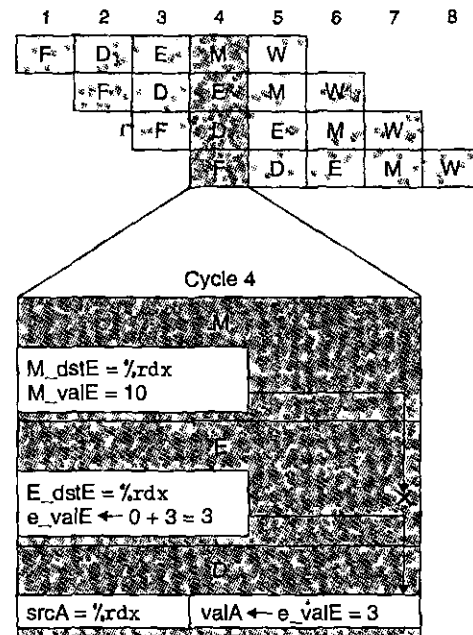 1 2 3 4 5 6 7 8
F D E M W
F D E M W
F D E M W
F D E M W
Cycle 4
M
M_dstE = %rdx
M_valE = 10
E
E_dstE = %rdx
e_valE ← 0 + 3 = 3
D
srcA = %rdx valA ← e_valE = 3